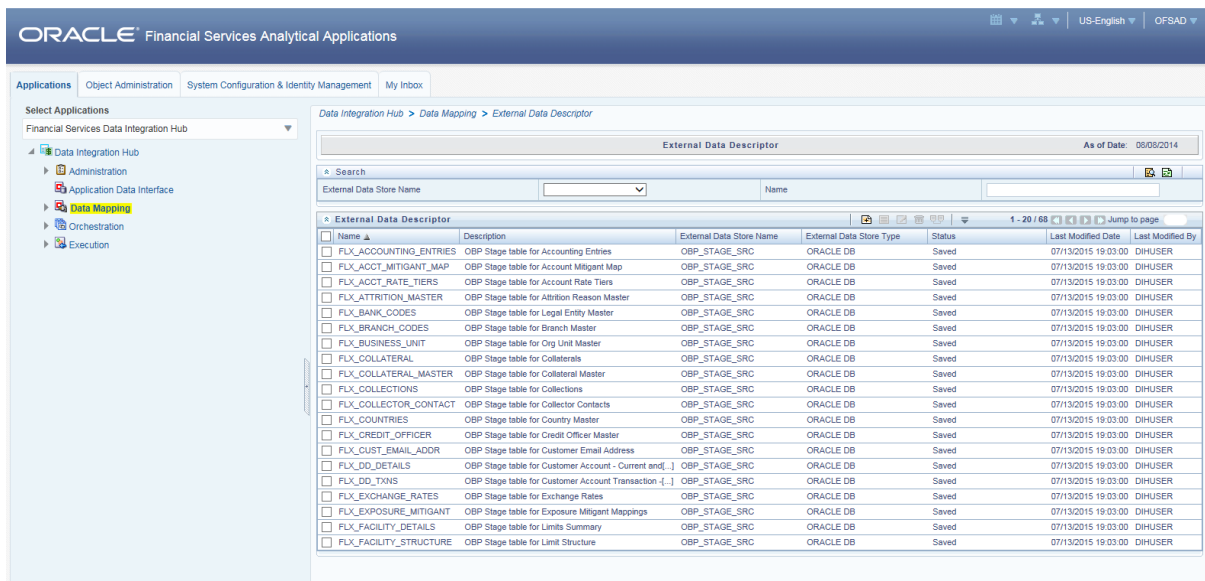 US-English OFSAD
ORACLE Financial Services Analytical Applications
Applications Object Administration System Configuration & Identity Management My Inbox
Select Applications
Financial Services Data Integration Hub
Data Integration Hub
Administration
Application Data Interface
Data Mapping
Orchestration
Execution
Data Integration Hub > Data Mapping > External Data Descriptor
External Data Descriptor As of Date: 08/08/2014
Search
External Data Store Name Name
External Data Descriptor 1 - 20 / 68 Jump to page
Name Description External Data Store Name External Data Store Type Status Last Modified Date Last Modified By
FLX_ACCOUNTING_ENTRIES OBP Stage table for Accounting Entries OBP_STAGE_SRC ORACLE DB Saved 07/13/2015 19:03:00 DIHUSER
FLX_ACCT_MITIGANT_MAP OBP Stage table for Account Mitigant Map OBP_STAGE_SRC ORACLE DB Saved 07/13/2015 19:03:00 DIHUSER
FLX_ACCT_RATE_TIERS OBP Stage table for Account Rate Tiers OBP_STAGE_SRC ORACLE DB Saved 07/13/2015 19:03:00 DIHUSER
FLX_ATTRITION_MASTER OBP Stage table for Attrition Reason Master OBP_STAGE_SRC ORACLE DB Saved 07/13/2015 19:03:00 DIHUSER
FLX_BANK_CODES OBP Stage table for Legal Entity Master OBP_STAGE_SRC ORACLE DB Saved 07/13/2015 19:03:00 DIHUSER
FLX_BRANCH_CODES OBP Stage table for Branch Master OBP_STAGE_SRC ORACLE DB Saved 07/13/2015 19:03:00 DIHUSER
FLX_BUSINESS_UNIT OBP Stage table for Org Unit Master OBP_STAGE_SRC ORACLE DB Saved 07/13/2015 19:03:00 DIHUSER
FLX_COLLATERAL OBP Stage table for Collaterals OBP_STAGE_SRC ORACLE DB Saved 07/13/2015 19:03:00 DIHUSER
FLX_COLLATERAL_MASTER OBP Stage table for Collateral Master OBP_STAGE_SRC ORACLE DB Saved 07/13/2015 19:03:00 DIHUSER
FLX_COLLECTIONS OBP Stage table for Collections OBP_STAGE_SRC ORACLE DB Saved 07/13/2015 19:03:00 DIHUSER
FLX_COLLECTOR_CONTACT OBP Stage table for Collector Contacts OBP_STAGE_SRC ORACLE DB Saved 07/13/2015 19:03:00 DIHUSER
FLX_COUNTRIES OBP Stage table for Country Master OBP_STAGE_SRC ORACLE DB Saved 07/13/2015 19:03:00 DIHUSER
FLX_CREDIT_OFFICER OBP Stage table for Credit Officer Master OBP_STAGE_SRC ORACLE DB Saved 07/13/2015 19:03:00 DIHUSER
FLX_CUST_EMAIL_ADDR OBP Stage table for Customer Email Address OBP_STAGE_SRC ORACLE DB Saved 07/13/2015 19:03:00 DIHUSER
FLX_DD_DETAILS OBP Stage table for Customer Account - Current and[...] OBP_STAGE_SRC ORACLE DB Saved 07/13/2015 19:03:00 DIHUSER
FLX_DD_TXNS OBP Stage table for Customer Account Transaction -[...] OBP_STAGE_SRC ORACLE DB Saved 07/13/2015 19:03:00 DIHUSER
FLX_EXCHANGE_RATES OBP Stage table for Exchange Rates OBP_STAGE_SRC ORACLE DB Saved 07/13/2015 19:03:00 DIHUSER
FLX_EXPOSURE_MITIGANT OBP Stage table for Exposure Mitigant Mappings OBP_STAGE_SRC ORACLE DB Saved 07/13/2015 19:03:00 DIHUSER
FLX_FACILITY_DETAILS OBP Stage table for Limits Summary OBP_STAGE_SRC ORACLE DB Saved 07/13/2015 19:03:00 DIHUSER
FLX_FACILITY_STRUCTURE OBP Stage table for Limit Structure OBP_STAGE_SRC ORACLE DB Saved 07/13/2015 19:03:00 DIHUSER